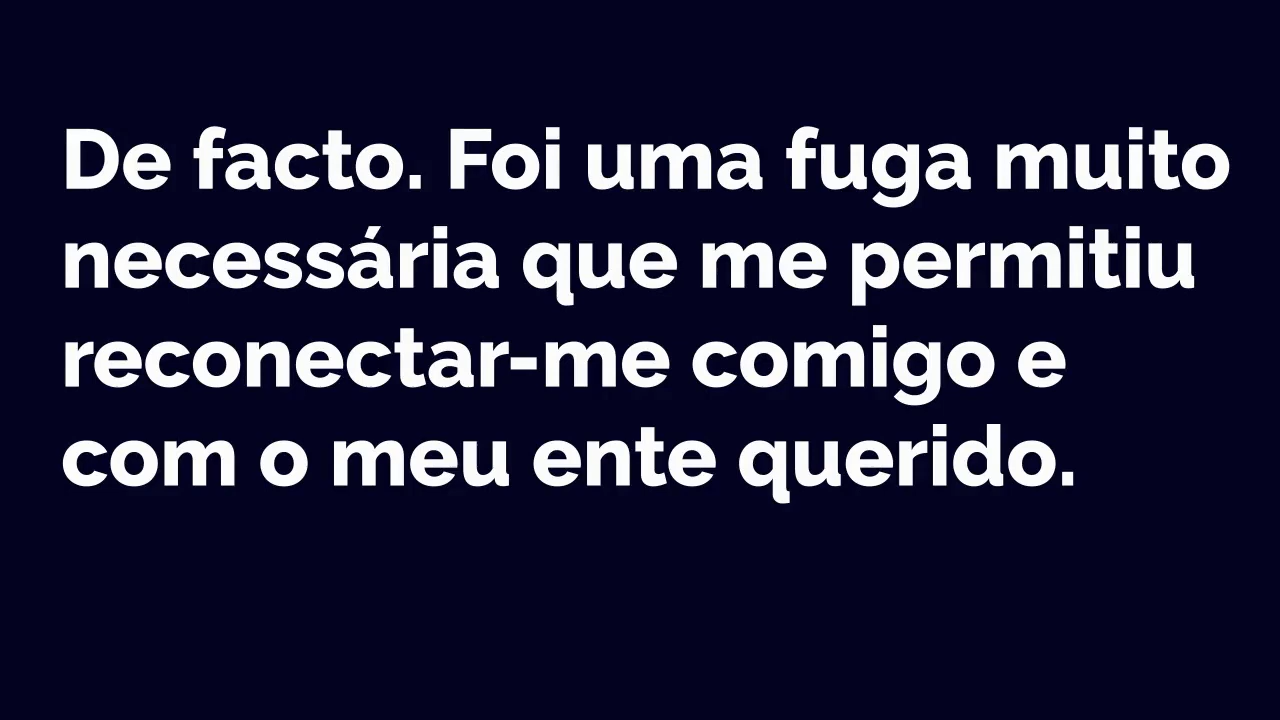 De facto. Foi uma fuga muito
necessária que me permitiu
reconectar-me comigo e
com o meu ente querido.